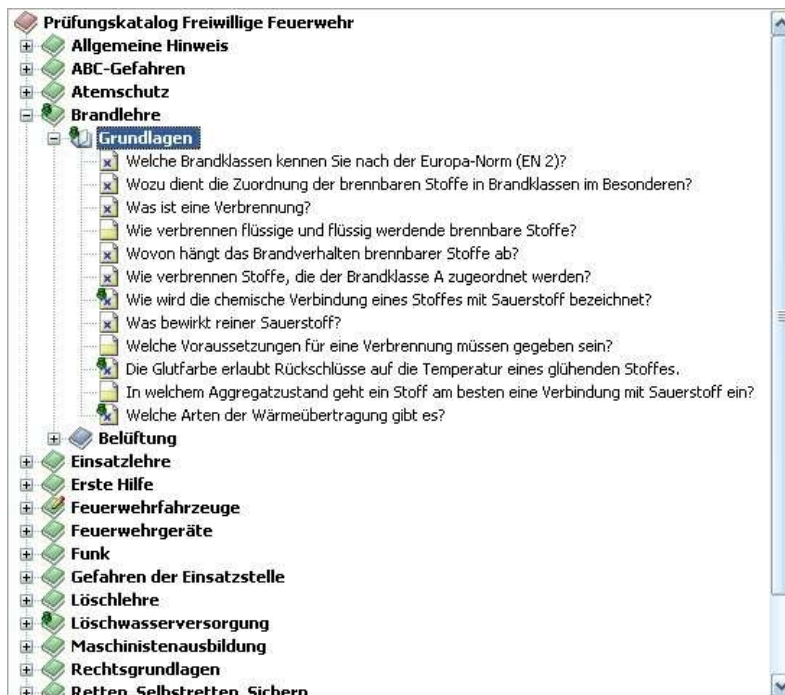 Prüfungskatalog Freiwillige Feuerwehr
Allgemeine Hinweis
ABC-Gefahren
Atemschutz
Brandlehre
Grundlagen
Welche Brandklassen kennen Sie nach der Europa-Norm (EN 2)?
Wozu dient die Zuordnung der brennbaren Stoffe in Brandklassen im Besonderen?
Was ist eine Verbrennung?
Wie verbrennen flüssige und flüssig werdende brennbare Stoffe?
Wovon hängt das Brandverhalten brennbarer Stoffe ab?
Wie verbrennen Stoffe, die der Brandklasse A zugeordnet werden?
Wie wird die chemische Verbindung eines Stoffes mit Sauerstoff bezeichnet?
Was bewirkt reiner Sauerstoff?
Welche Voraussetzungen für eine Verbrennung müssen gegeben sein?
Die Glutfarbe erlaubt Rückschlüsse auf die Temperatur eines glühenden Stoffes.
In welchem Aggregatzustand geht ein Stoff am besten eine Verbindung mit Sauerstoff ein?
Welche Arten der Wärmeübertragung gibt es?
Belüftung
Einsatzlehre
Erste Hilfe
Feuerwehrfahrzeuge
Feuerwehrgeräte
Funk
Gefahren der Einsatzstelle
Löschlehre
Löschwasserversorgung
Maschinistenausbildung
Rechtsgrundlagen
Retten, Selbstretten, Sichern